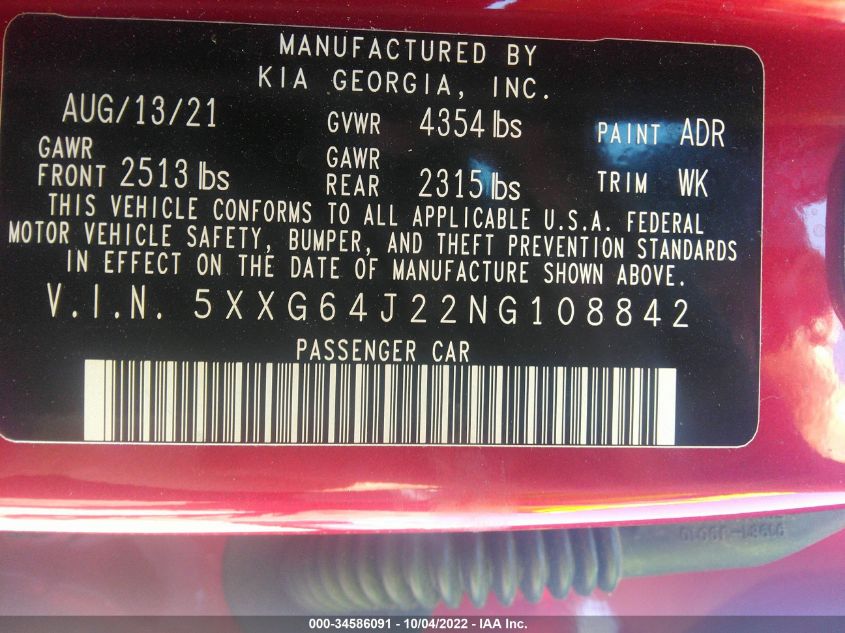 MANUFACTURED BY
KIA GEORGIA, INC.
AUG/13/21 GVWR 4354 lbs PAINT ADR
GAWR FRONT 2513 lbs GAWR REAR 2315 lbs TRIM WK
THIS VEHICLE CONFORMS TO ALL APPLICABLE U.S.A. FEDERAL
MOTOR VEHICLE SAFETY, BUMPER, AND THEFT PREVENTION STANDARDS
IN EFFECT ON THE DATE OF MANUFACTURE SHOWN ABOVE.
V.I.N. 5XXG64J22NG108842
PASSENGER CAR
000-34586091 - 10/04/2022 - IAA Inc.